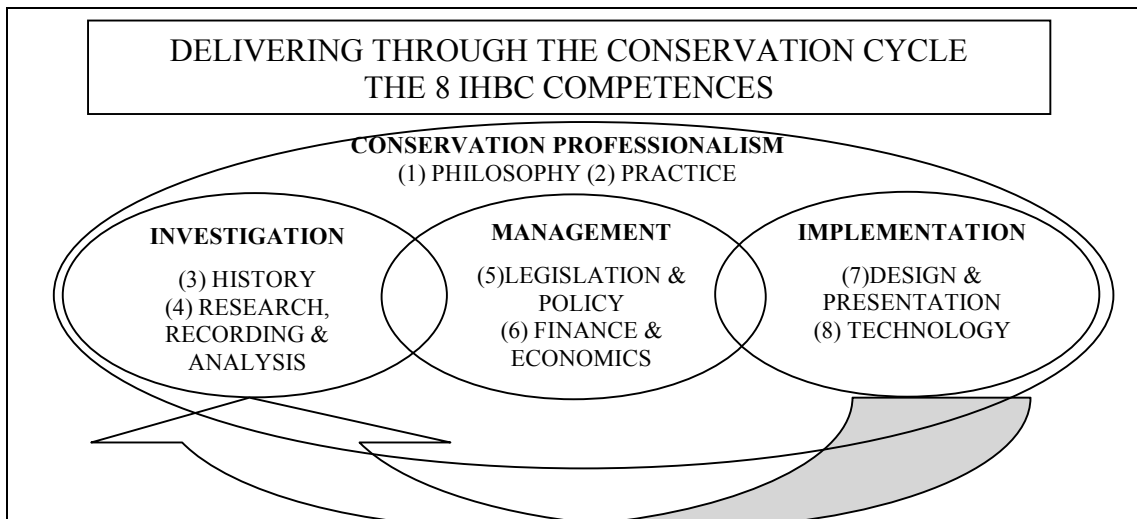 DELIVERING THROUGH THE CONSERVATION CYCLE
THE 8 IHBC COMPETENCES
CONSERVATION PROFESSIONALISM
(1) PHILOSOPHY (2) PRACTICE
INVESTIGATION
(3) HISTORY
(4) RESEARCH,
RECORDING &
ANALYSIS
MANAGEMENT
(5)LEGISLATION &
POLICY
(6) FINANCE &
ECONOMICS
IMPLEMENTATION
(7)DESIGN &
PRESENTATION
(8) TECHNOLOGY